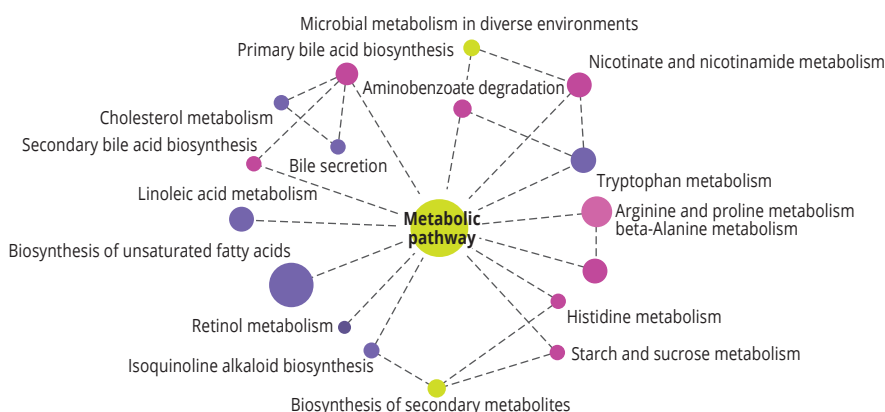 Microbial metabolism in diverse environments
Primary bile acid biosynthesis
Nicotinate and nicotinamide metabolism
Aminobenzoate degradation
Cholesterol metabolism
Secondary bile acid biosynthesis
Bile secretion
Tryptophan metabolism
Linoleic acid metabolism
Arginine and proline metabolism
beta-Alanine metabolism
Metabolic
pathway
Biosynthesis of unsaturated fatty acids
Retinol metabolism
Histidine metabolism
Starch and sucrose metabolism
Isoquinoline alkaloid biosynthesis
Biosynthesis of secondary metabolites